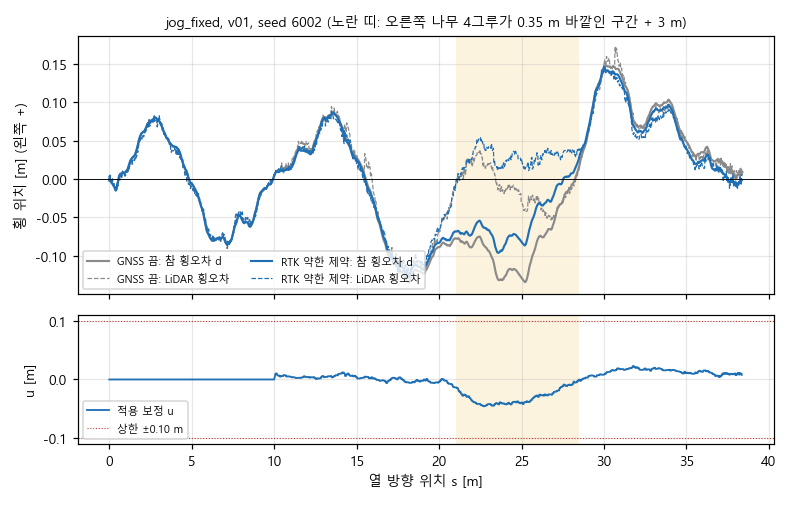 jog_fixed, v01, seed 6002 (노란 띠: 오른쪽 나무 4그루가 0.35 m 바깥인 구간 + 3 m)
횡 위치 [m] (왼쪽 +)
0.15
0.10
0.05
0.00
-0.05
-0.10
GNSS 끔: 참 횡오차 d
GNSS 끔: LiDAR 횡오차
RTK 약한 제약: 참 횡오차 d
RTK 약한 제약: LiDAR 횡오차
u [m]
0.1
0.0
-0.1
적용 보정 u
상한 ±0.10 m
0 5 10 15 20 25 30 35 40
열 방향 위치 s [m]